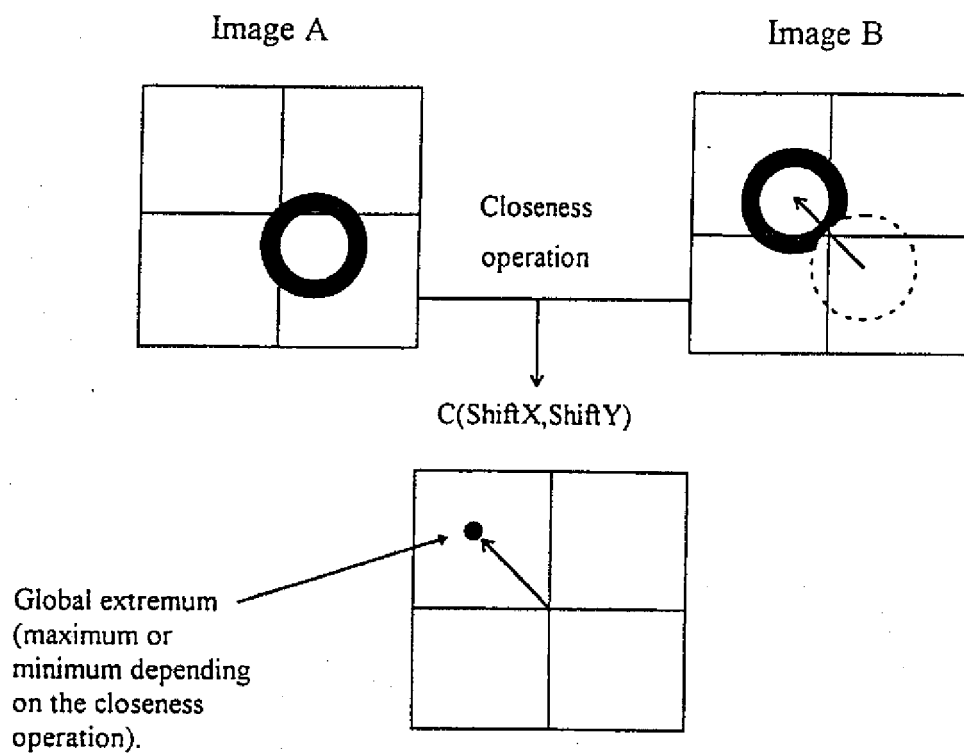 Image A
Image B
Closeness
operation
C(ShiftX,ShiftY)
Global extremum
(maximum or
minimum depending
on the closeness
operation).